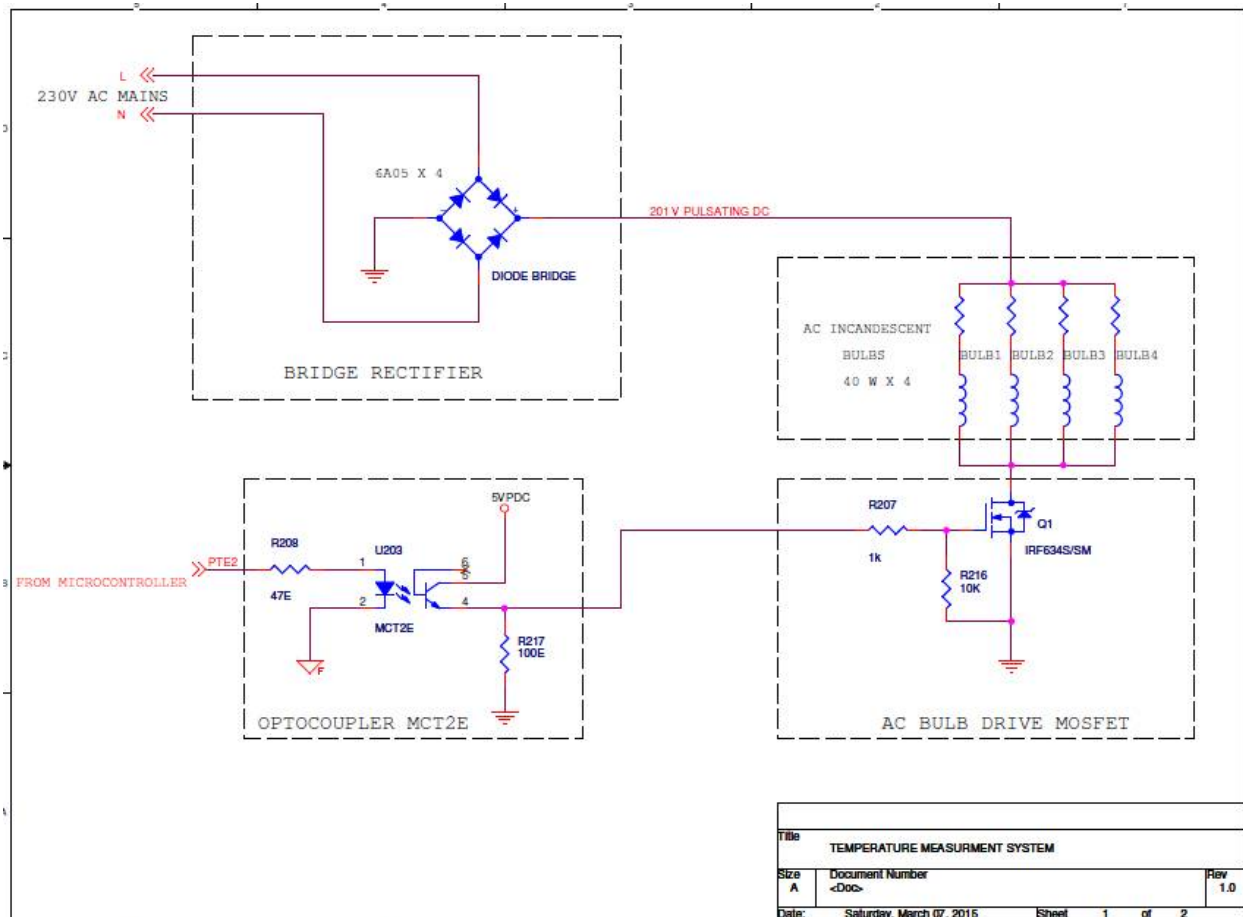 L
230V AC MAINS
N
6A05 X 4
-
+
DIODE BRIDGE
BRIDGE RECTIFIER
201V PULSATING DC
AC INCANDESCENT
BULBS
40 W X 4
BULB1 BULB2 BULB3 BULB4
5VPDC
R208
U203
PTE2
FROM MICROCONTROLLER
47E
1
2
6
5
4
MCT2E
F
R217
100E
OPTOCOUPLER MCT2E
R207
1k
Q1
IRF634S/SM
R216
10K
AC BULB DRIVE MOSFET
Title
TEMPERATURE MEASURMENT SYSTEM
Size
A
Document Number
<Doc>
Rev
1.0
Date: Saturday, March 07, 2015 Sheet 1 of 2